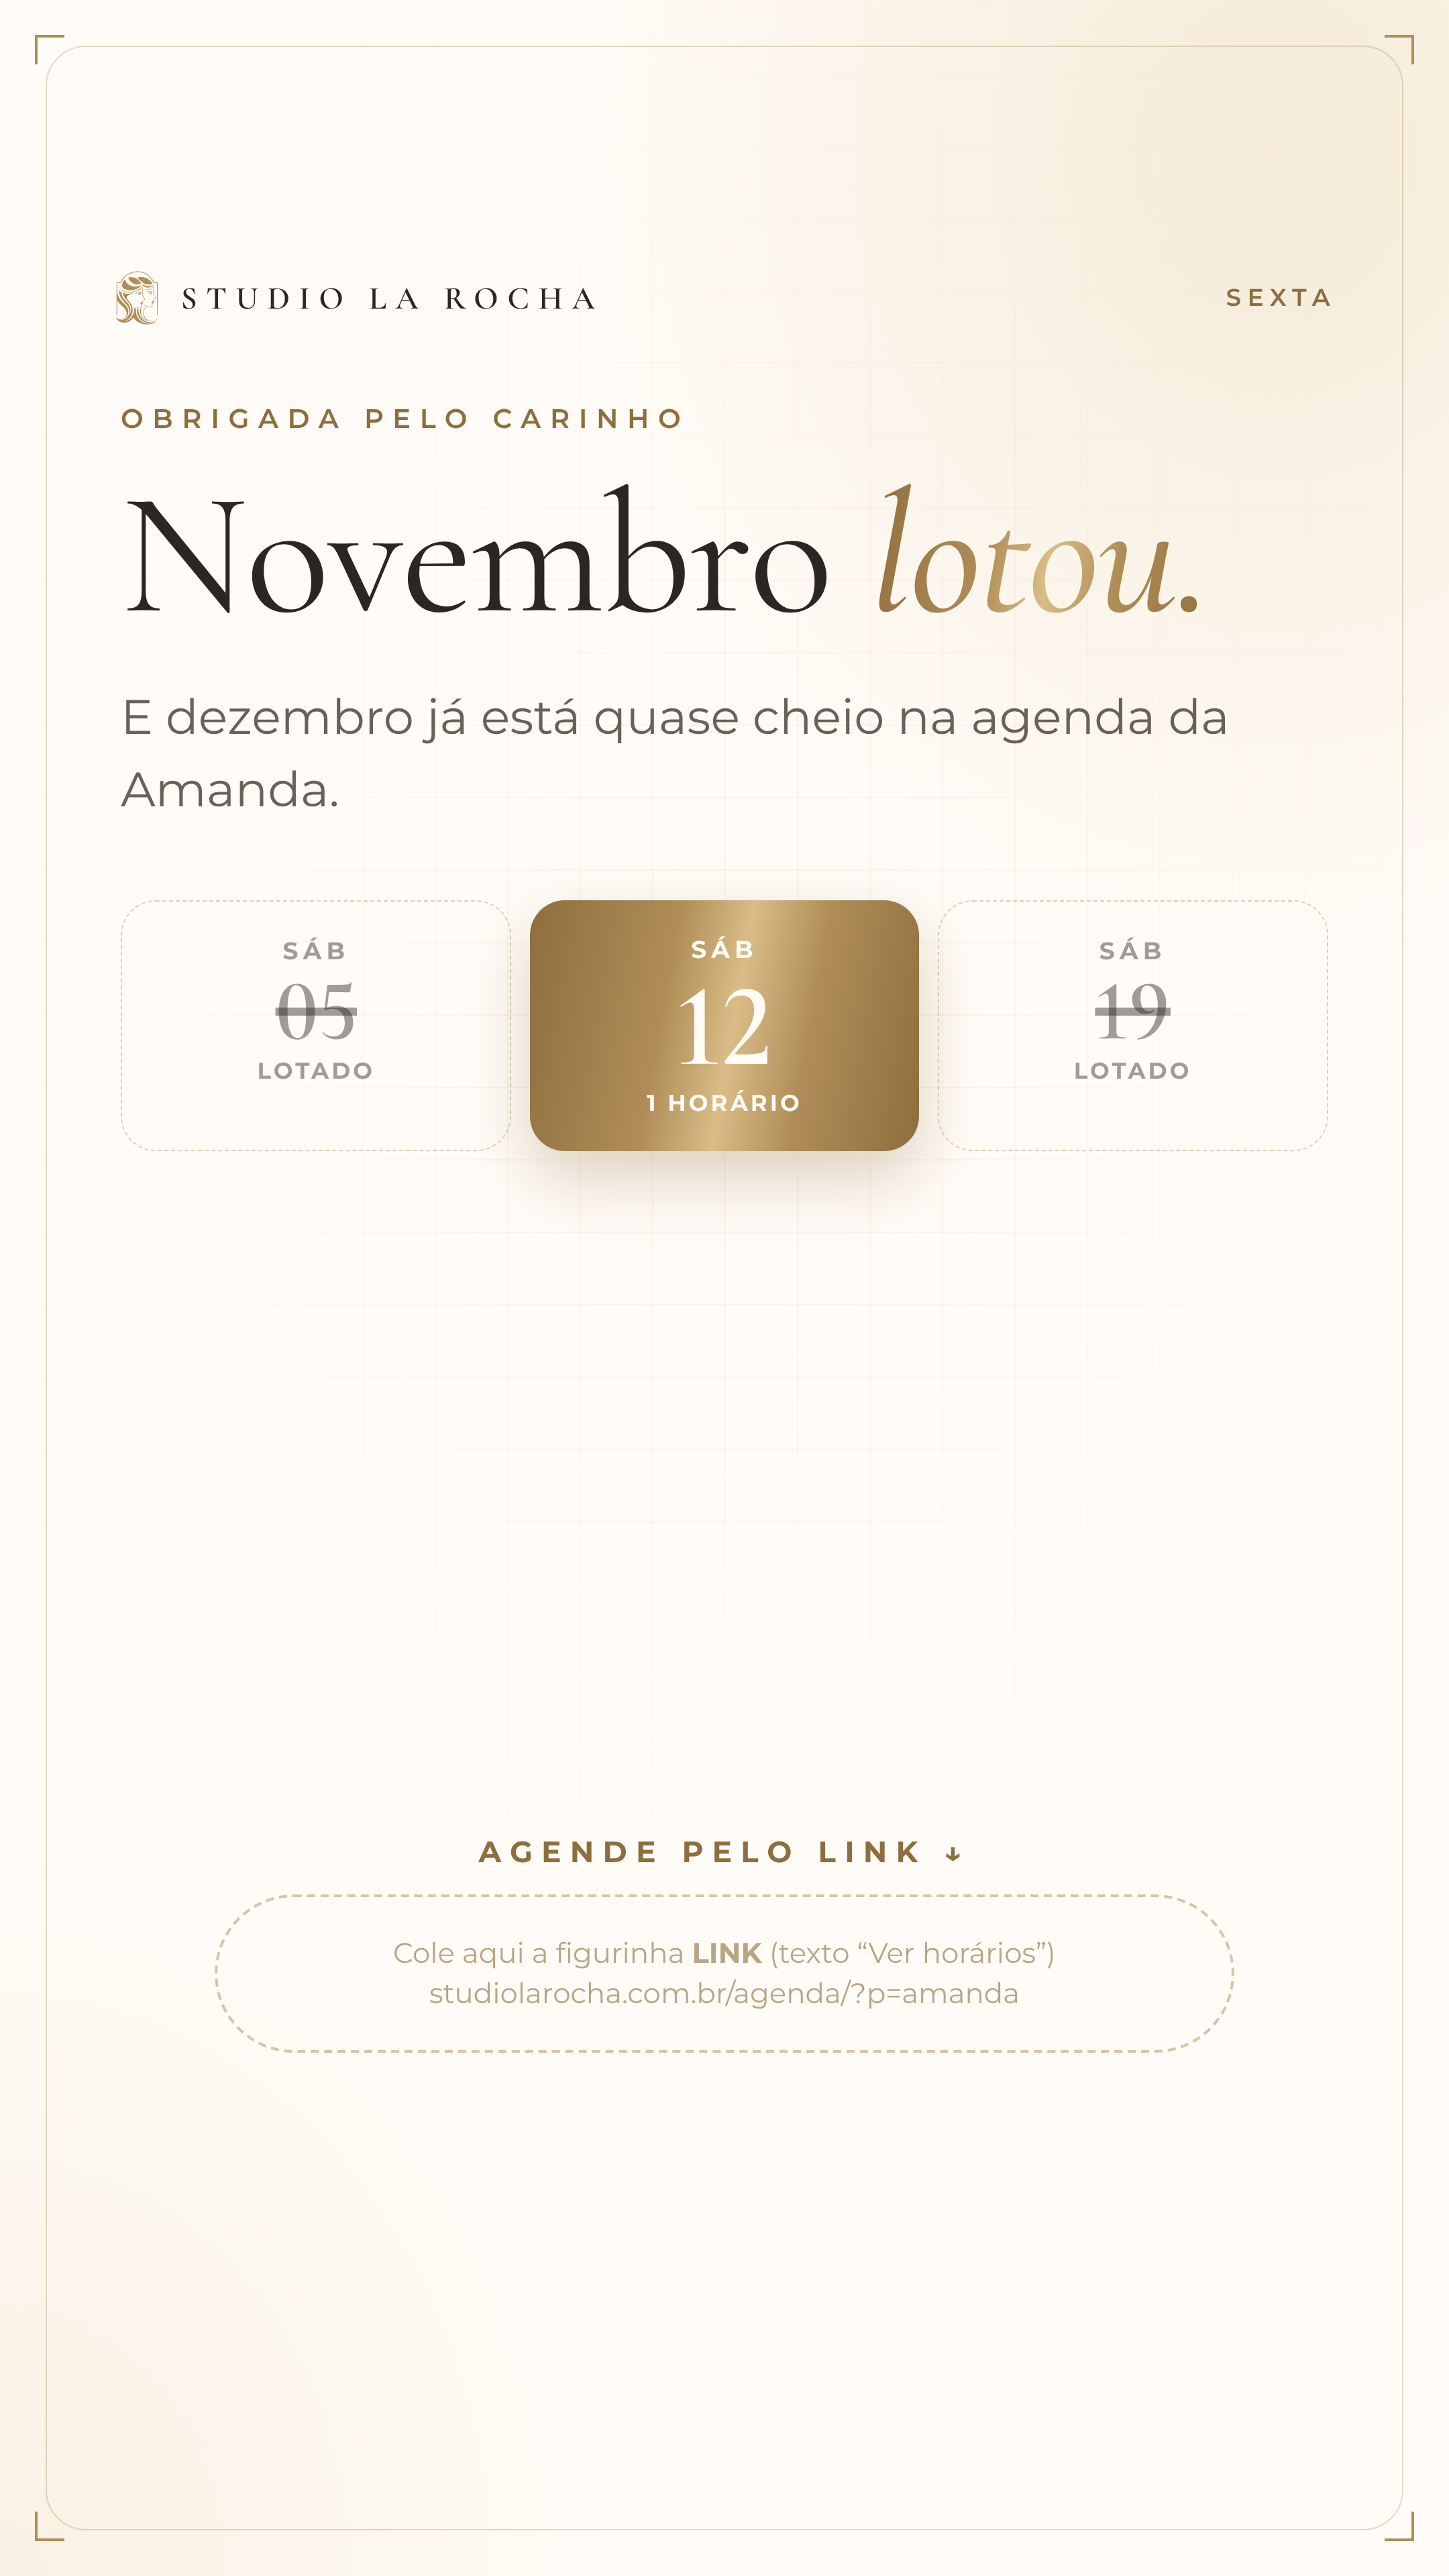 STUDIO LA ROCHA
SEXTA
OBRIGADA PELO CARINHO
Novembro lotou.
E dezembro já está quase cheio na agenda da
Amanda.
SÁB
05
LOTADO
SÁB
12
1 HORÁRIO
SÁB
19
LOTADO
AGENDE PELO LINK ↓
Cole aqui a figurinha LINK (texto “Ver horários”)
studiolarocha.com.br/agenda/?p=amanda